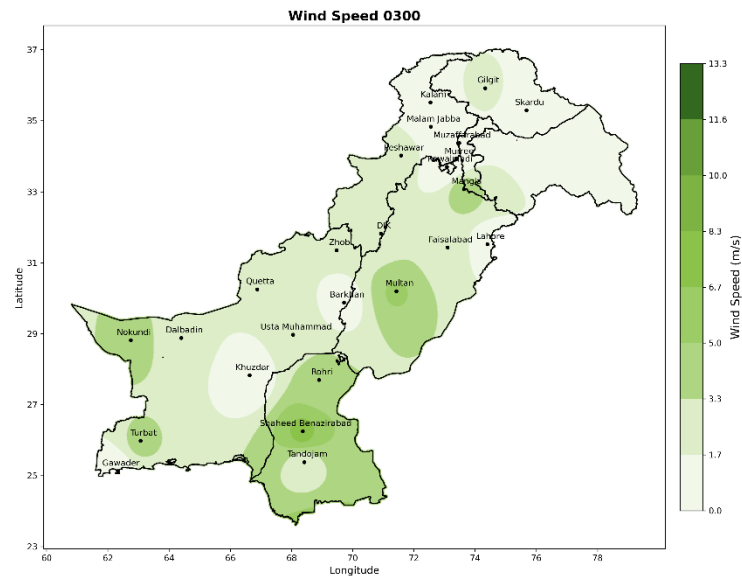 Wind Speed 0300
37
35
33
31
29
27
25
23
Latitude
60
62
64
66
68
70
72
74
76
78
Longitude
Gilgit
Kalam
Skardu
Malam Jabba
Muzaffarabad
Peshawar
Murree
Rawalpindi
Mangla
DIK
Zhob
Faisalabad
Lahore
Quetta
Multan
Barkhan
Nokundi
Dalbadin
Usta Muhammad
Khuzdar
Rohri
Shaheed Benazirabad
Turbat
Tandojam
Gawader
13.3
11.6
10.0
8.3
6.7
5.0
3.3
1.7
0.0
Wind Speed (m/s)